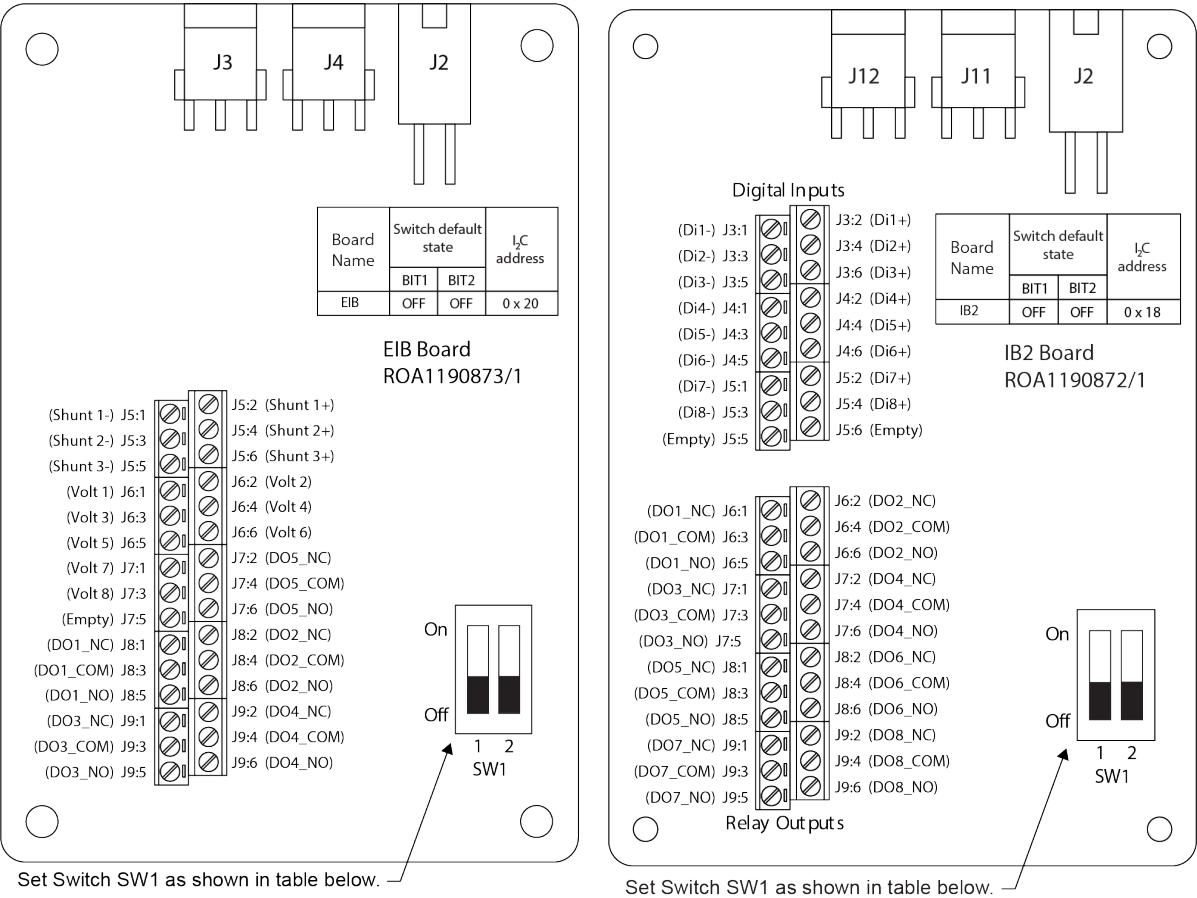 J3 J4 J2
Board Name
Switch default state
I2C address
BIT1 BIT2
EIB OFF OFF 0 x 20
EIB Board
ROA1190873/1
(Shunt 1-) J5:1
(Shunt 2-) J5:3
(Shunt 3-) J5:5
(Volt 1) J6:1
(Volt 3) J6:3
(Volt 5) J6:5
(Volt 7) J7:1
(Volt 8) J7:3
(Empty) J7:5
(DO1_NC) J8:1
(DO1_COM) J8:3
(DO1_NO) J8:5
(DO3_NC) J9:1
(DO3_COM) J9:3
(DO3_NO) J9:5
J5:2 (Shunt 1+)
J5:4 (Shunt 2+)
J5:6 (Shunt 3+)
J6:2 (Volt 2)
J6:4 (Volt 4)
J6:6 (Volt 6)
J7:2 (DO5_NC)
J7:4 (DO5_COM)
J7:6 (DO5_NO)
J8:2 (DO2_NC)
J8:4 (DO2_COM)
J8:6 (DO2_NO)
J9:2 (DO4_NC)
J9:4 (DO4_COM)
J9:6 (DO4_NO)
On
Off
1 2
SW1
Set Switch SW1 as shown in table below.
J12 J11 J2
Digital Inputs
(Di1-) J3:1
(Di2-) J3:3
(Di3-) J3:5
(Di4-) J4:1
(Di5-) J4:3
(Di6-) J4:5
(Di7-) J5:1
(Di8-) J5:3
(Empty) J5:5
J3:2 (Di1+)
J3:4 (Di2+)
J3:6 (Di3+)
J4:2 (Di4+)
J4:4 (Di5+)
J4:6 (Di6+)
J5:2 (Di7+)
J5:4 (Di8+)
J5:6 (Empty)
Board Name
Switch default state
I2C address
BIT1 BIT2
IB2 OFF OFF 0 x 18
IB2 Board
ROA1190872/1
(DO1_NC) J6:1
(DO1_COM) J6:3
(DO1_NO) J6:5
(DO3_NC) J7:1
(DO3_COM) J7:3
(DO3_NO) J7:5
(DO5_NC) J8:1
(DO5_COM) J8:3
(DO5_NO) J8:5
(DO7_NC) J9:1
(DO7_COM) J9:3
(DO7_NO) J9:5
J6:2 (DO2_NC)
J6:4 (DO2_COM)
J6:6 (DO2_NO)
J7:2 (DO4_NC)
J7:4 (DO4_COM)
J7:6 (DO4_NO)
J8:2 (DO6_NC)
J8:4 (DO6_COM)
J8:6 (DO6_NO)
J9:2 (DO8_NC)
J9:4 (DO8_COM)
J9:6 (DO8_NO)
Relay Outputs
On
Off
1 2
SW1
Set Switch SW1 as shown in table below.